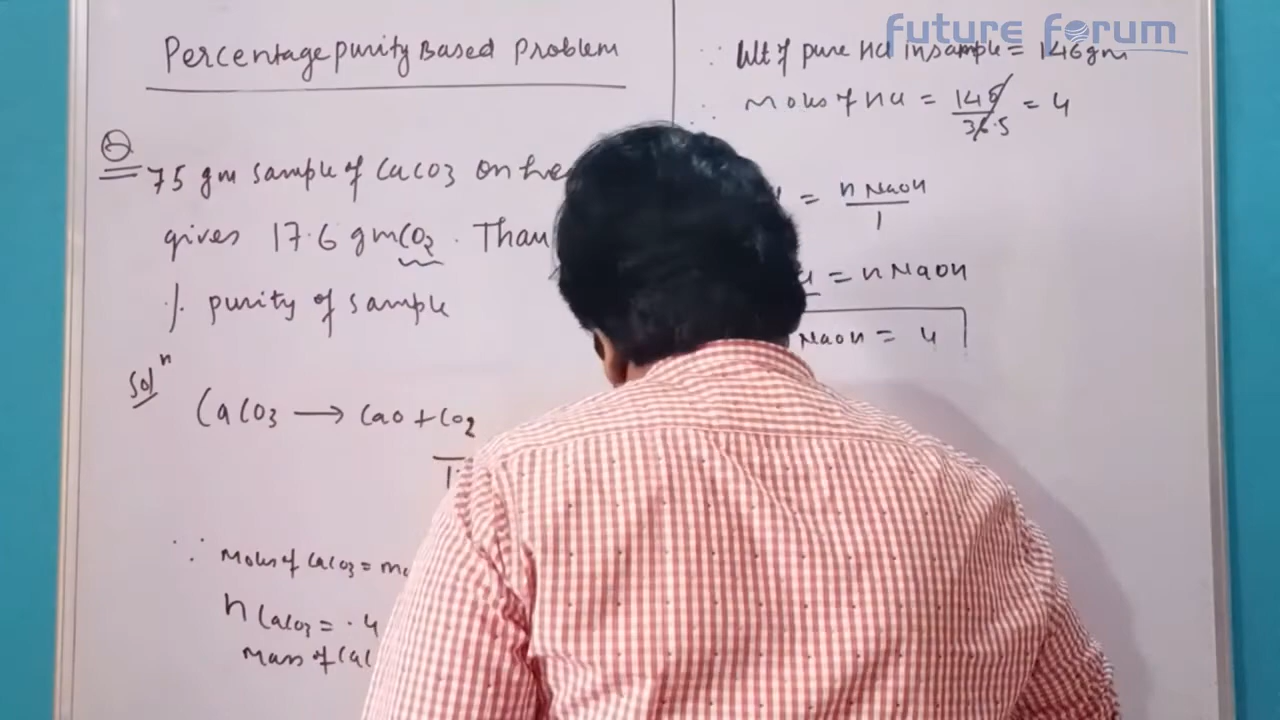 Percentage purity Based Problem
Q
75 gm sample of CaCO3 on he
gives 17.6 gm CO2. Than
% purity of sample
Solⁿ
CaCO3 → CaO + CO2
∵ Moles of CaCO3 = mo
n CaCO3 = .4
Mass of Ca
future forum
∵ Wt of pure HCl in sample = 146 gm
∴ Moles of HCl = 146/36.5 = 4
= n NaOH/1
= n NaOH
NaOH = 4